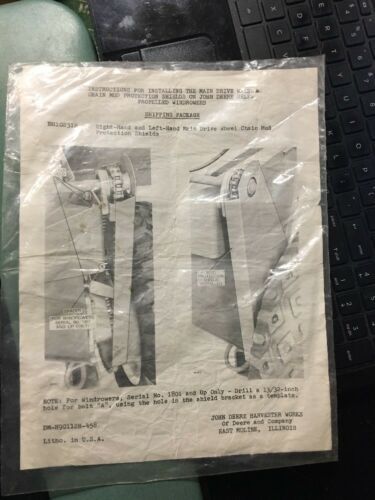 INSTRUCTIONS FOR INSTALLING THE MAIN DRIVE
CHAIN MUD PROTECTION SHIELDS ON JOHN DEERE SELF-
PROPELLED WINDROWERS
SHIPPING PACKAGE
Right-Hand and Left-Hand Main Drive Wheel Chain Mud
Protection Shields
NOTE: For Windrowers, Serial No. 1801 and Up Only - Drill a 13/32-inch
hole for bolt "A", using the hole in the shield bracket as a template.
JOHN DEERE HARVESTER WORKS
Of Deere and Company
EAST MOLINE, ILLINOIS
Litho. in U.S.A.